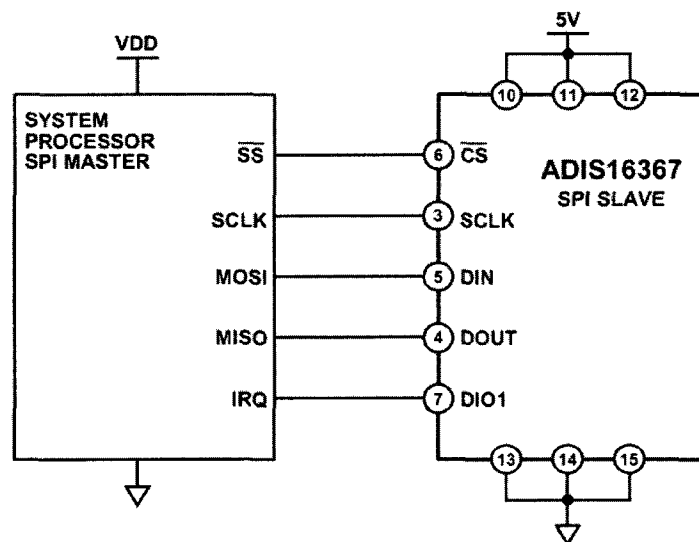 VDD
SYSTEM
PROCESSOR
SPI MASTER
SS
SCLK
MOSI
MISO
IRQ
5V
10 11 12
ADIS16367
SPI SLAVE
6 CS
3 SCLK
5 DIN
4 DOUT
7 DIO1
13 14 15